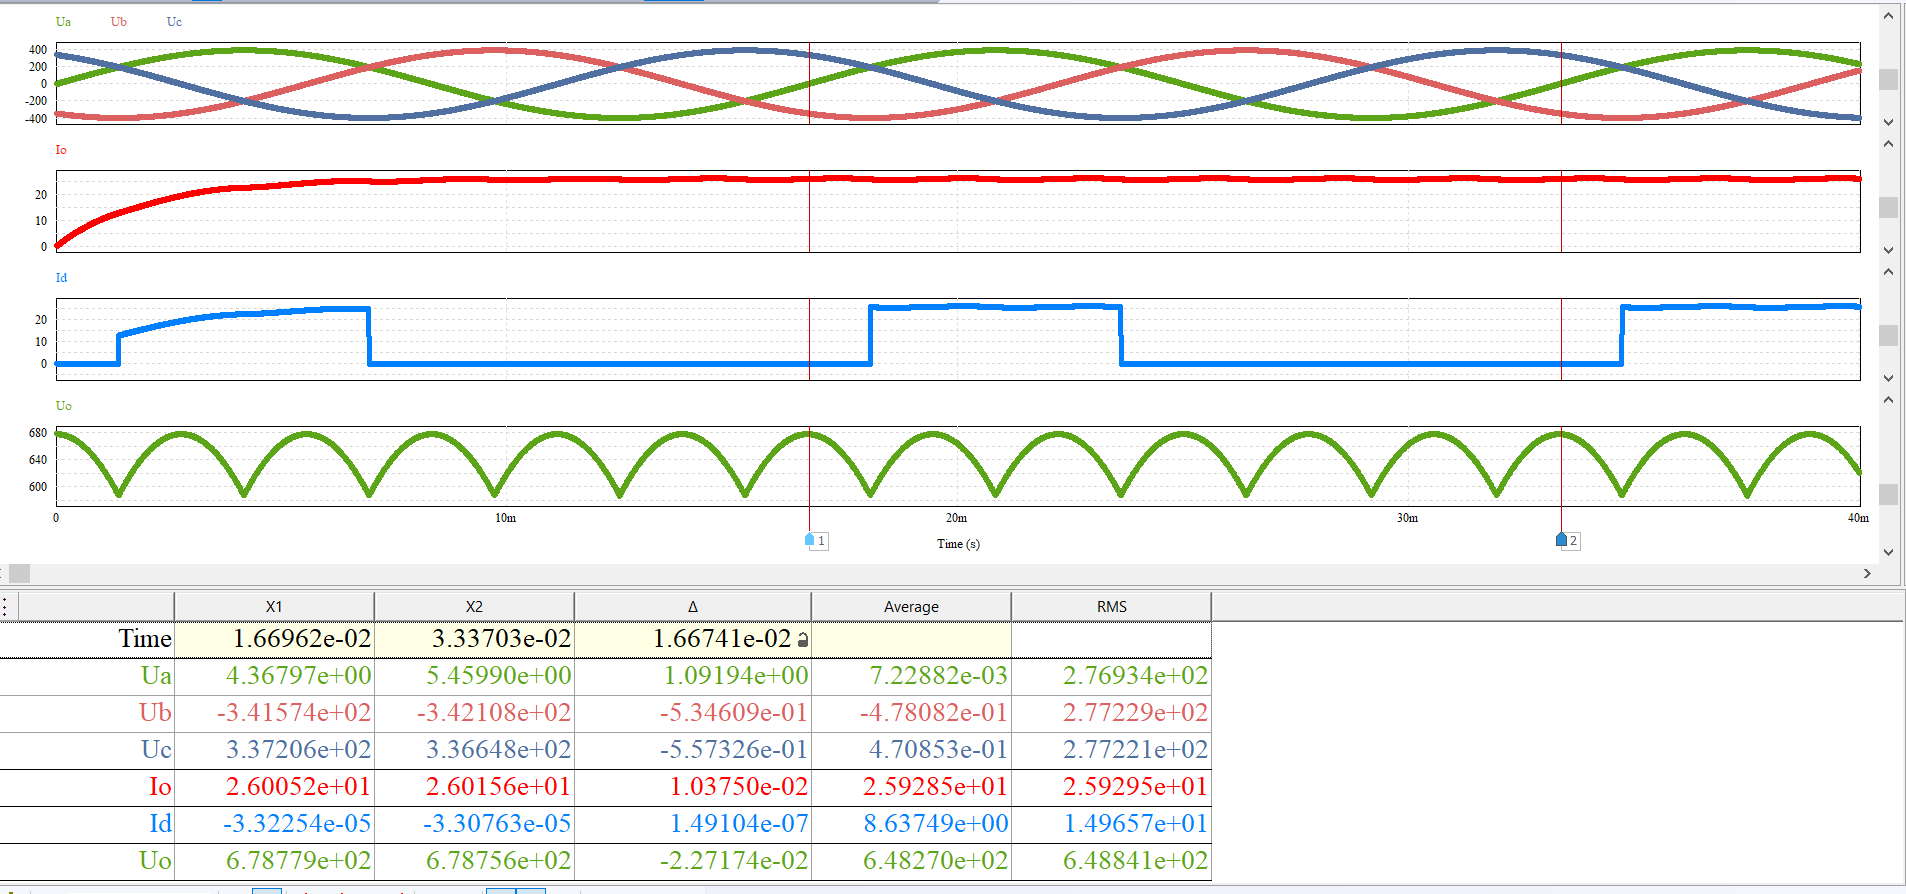 Ua Ub Uc
400
200
0
-200
-400
Io
20
10
0
Id
20
10
0
Uo
680
640
600
0 10m 20m 30m 40m
1 2
Time (s)
X1 X2 Δ Average RMS
Time 1.66962e-02 3.33703e-02 1.66741e-02
Ua 4.36797e+00 5.45990e+00 1.09194e+00 7.22882e-03 2.76934e+02
Ub -3.41574e+02 -3.42108e+02 -5.34609e-01 -4.78082e-01 2.77229e+02
Uc 3.37206e+02 3.36648e+02 -5.57326e-01 4.70853e-01 2.77221e+02
Io 2.60052e+01 2.60156e+01 1.03750e-02 2.59285e+01 2.59295e+01
Id -3.32254e-05 -3.30763e-05 1.49104e-07 8.63749e+00 1.49657e+01
Uo 6.78779e+02 6.78756e+02 -2.27174e-02 6.48270e+02 6.48841e+02